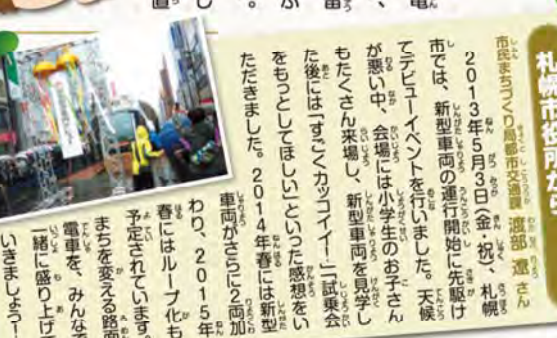 札幌市役所から
市民まちづくり局都市交通課 渡部 遼さん
2013年5月3日(金・祝)、札幌
市では、新型車両の運行開始に先駆け
てデビューイベントを行いました。天候
が悪い中、会場には小学生のお子さん
もたくさん来場し、新型車両を見学し
た後には「すごくカッコイイー!」「試乗会
をもっとしてほしい」といった感想をい
ただきました。2014年春には新型
車両がさらに2両加
わり、2015年
春にはループ化も
予定されています。
まちを変える路面
電車を、みんなで
一緒に盛り上げて
いきましょう!